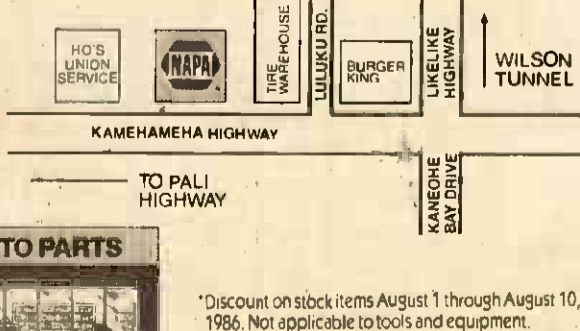 HO'S
UNION
SERVICE
NAPA
TIRE
WAREHOUSE
LULUKU RD.
BURGER
KING
LIKELIKE
HIGHWAY
WILSON
TUNNEL
KAMEHAMEHA HIGHWAY
TO PALI
HIGHWAY
KANEOHE
BAY DRIVE
TO PARTS
*Discount on stock items August 1 through August 10,
1986. Not applicable to tools and equipment.